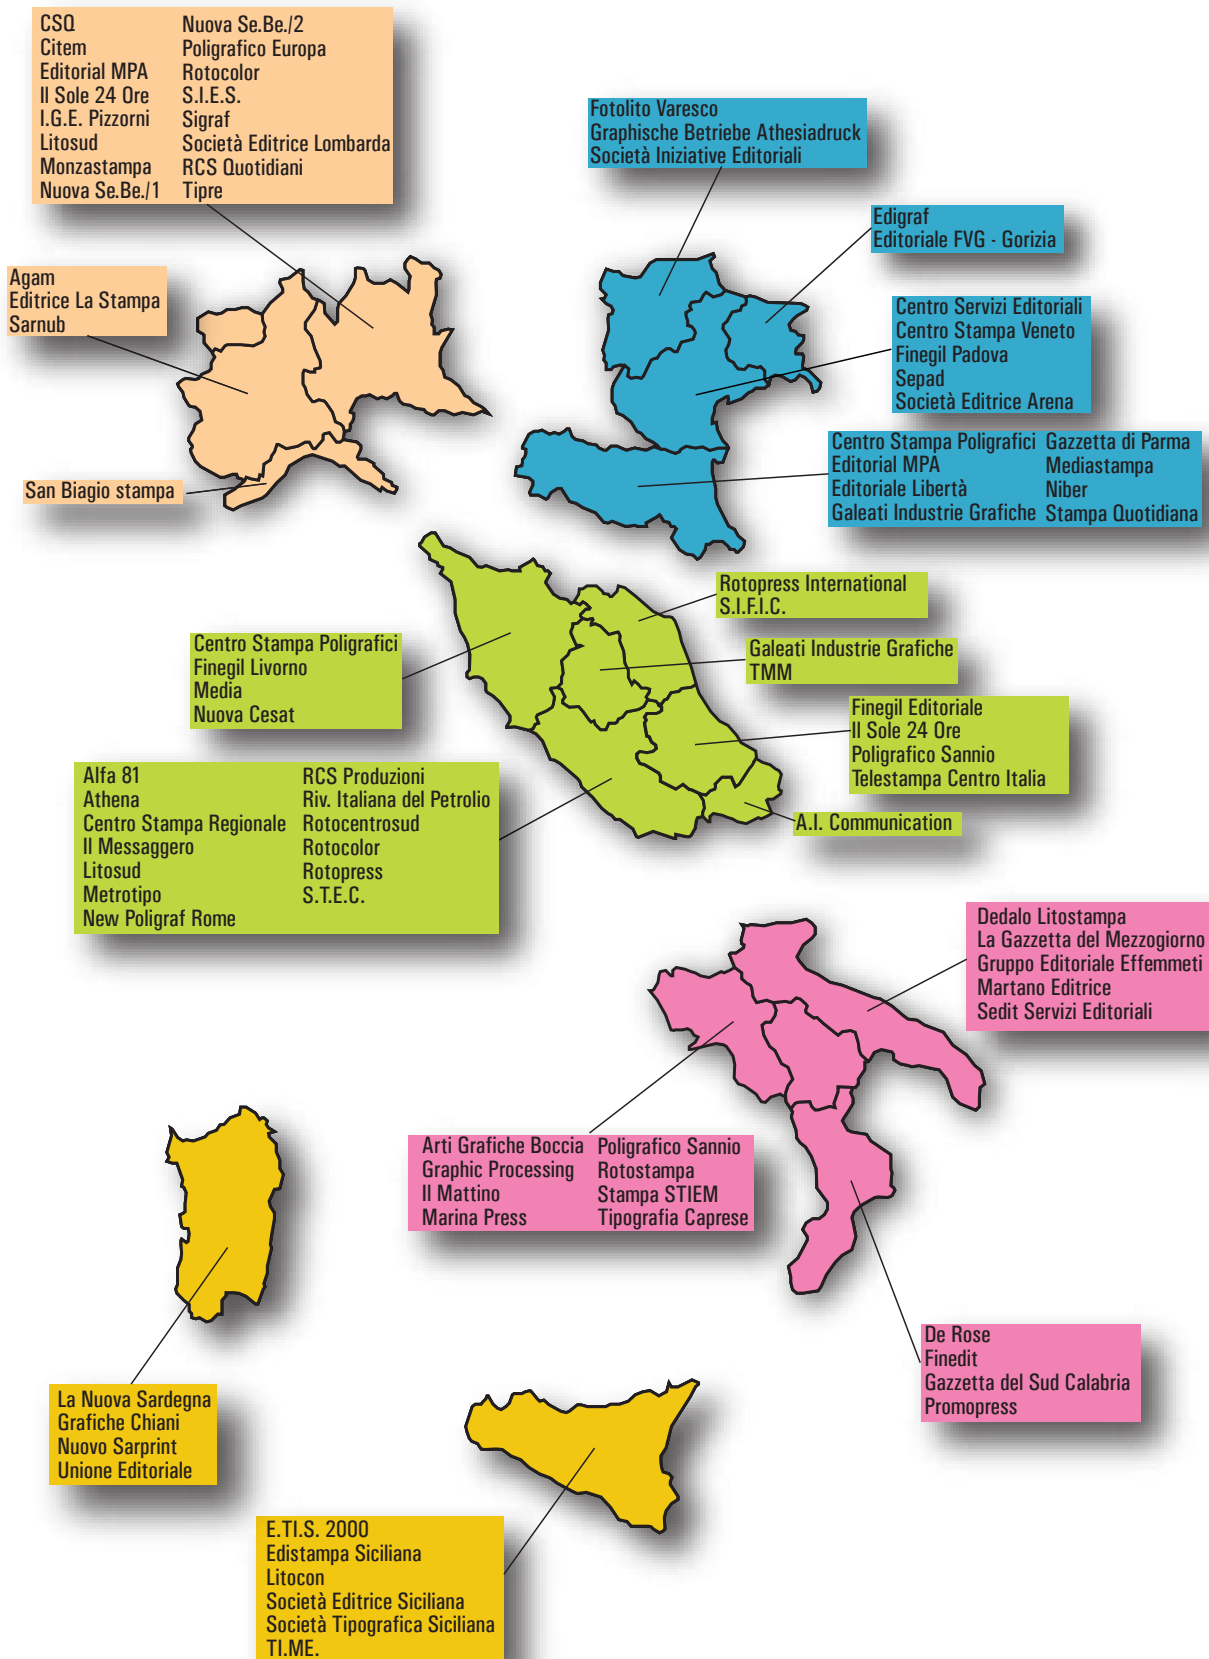 CSQ
Citem
Editorial MPA
Il Sole 24 Ore
I.G.E. Pizzorni
Litosud
Monzastampa
Nuova Se.Be./1
Nuova Se.Be./2
Poligrafico Europa
Rotocolor
S.I.E.S.
Sigraf
Società Editrice Lombarda
RCS Quotidiani
Tipre
Fotolito Varesco
Graphische Betriebe Athesiadruck
Società Iniziative Editoriali
Edigraf
Editoriale FVG - Gorizia
Agam
Editrice La Stampa
Sarnub
Centro Servizi Editoriali
Centro Stampa Veneto
Finegil Padova
Sepad
Società Editrice Arena
San Biagio stampa
Centro Stampa Poligrafici
Editorial MPA
Editoriale Libertà
Galeati Industrie Grafiche
Gazzetta di Parma
Mediastampa
Niber
Stampa Quotidiana
Rotopress International
S.I.F.I.C.
Centro Stampa Poligrafici
Finegil Livorno
Media
Nuova Cesat
Galeati Industrie Grafiche
TMM
Finegil Editoriale
Il Sole 24 Ore
Poligrafico Sannio
Telestampa Centro Italia
Alfa 81
Athena
Centro Stampa Regionale
Il Messaggero
Litosud
Metrotipo
New Poligraf Rome
RCS Produzioni
Riv. Italiana del Petrolio
Rotocentrosud
Rotocolor
Rotopress
S.T.E.C.
A.I. Communication
Dedalo Litostampa
La Gazzetta del Mezzogiorno
Gruppo Editoriale Effemmeti
Martano Editrice
Sedit Servizi Editoriali
Arti Grafiche Boccia
Graphic Processing
Il Mattino
Marina Press
Poligrafico Sannio
Rotostampa
Stampa STIEM
Tipografia Caprese
De Rose
Finedit
Gazzetta del Sud Calabria
Promopress
La Nuova Sardegna
Grafiche Chiani
Nuovo Sarprint
Unione Editoriale
E.TI.S. 2000
Edistampa Siciliana
Litocon
Società Editrice Siciliana
Società Tipografica Siciliana
TI.ME.